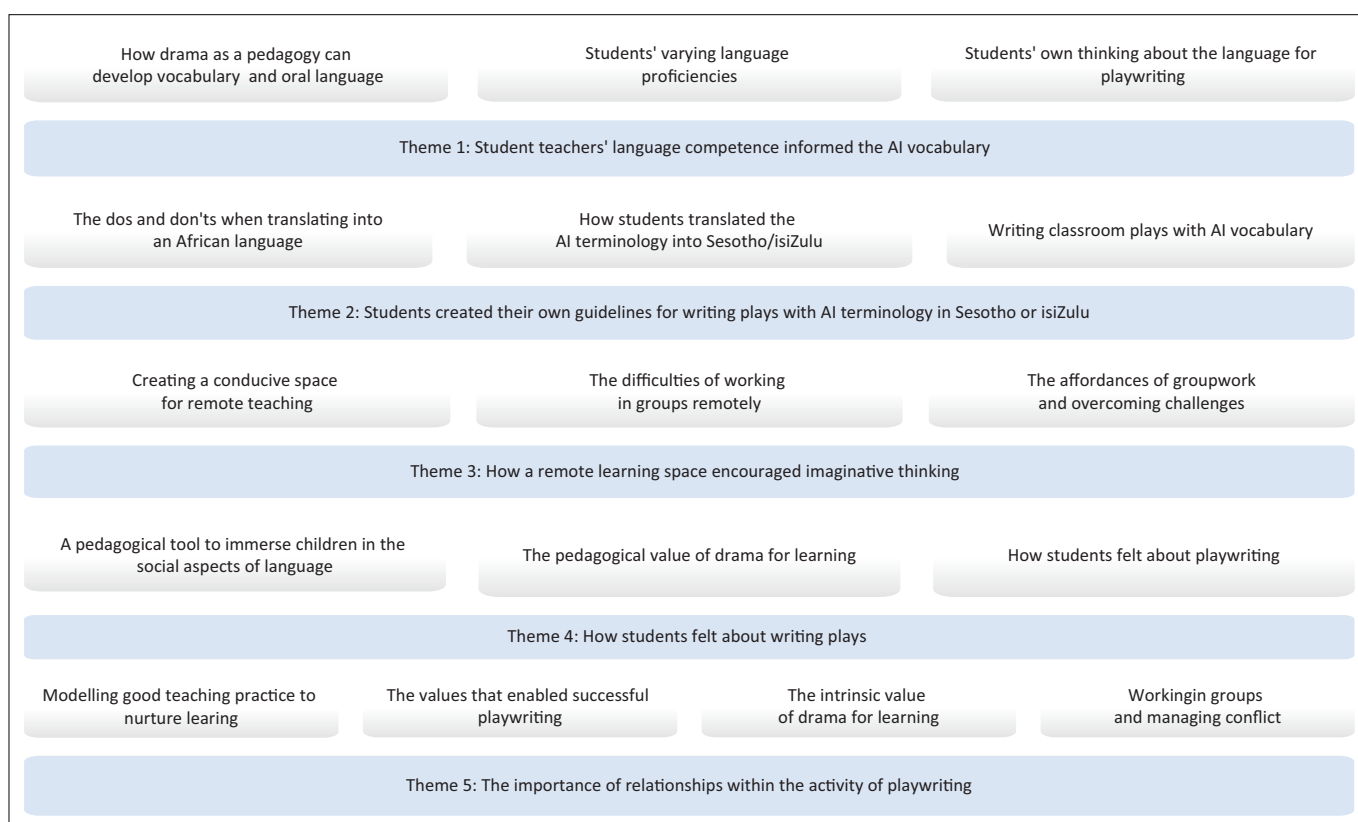 How drama as a pedagogy can
develop vocabulary and oral language
Students' varying language
proficiencies
Students' own thinking about the language for
playwriting
Theme 1: Student teachers' language competence informed the AI vocabulary
The dos and don'ts when translating into
an African language
How students translated the
AI terminology into Sesotho/isiZulu
Writing classroom plays with AI vocabulary
Theme 2: Students created their own guidelines for writing plays with AI terminology in Sesotho or isiZulu
Creating a conducive space
for remote teaching
The difficulties of working
in groups remotely
The affordances of groupwork
and overcoming challenges
Theme 3: How a remote learning space encouraged imaginative thinking
A pedagogical tool to immerse children in the
social aspects of language
The pedagogical value of drama for learning
How students felt about playwriting
Theme 4: How students felt about writing plays
Modelling good teaching practice to
nurture learing
The values that enabled successful
playwriting
The intrinsic value
of drama for learning
Workingin groups
and managing conflict
Theme 5: The importance of relationships within the activity of playwriting